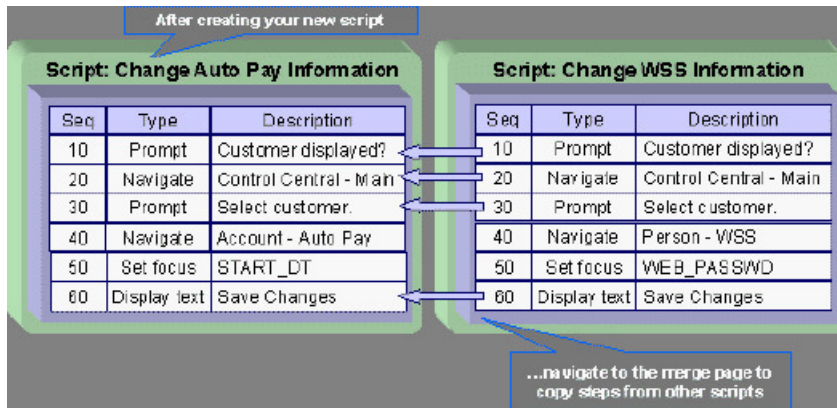 After creating your new script
Script: Change Auto Pay Information
Seq Type Description
10 Prompt Customer displayed?
20 Navigate Control Central - Main
30 Prompt Select customer.
40 Navigate Account - Auto Pay
50 Set focus START_DT
60 Display text Save Changes
Script: Change WSS Information
Seq Type Description
10 Prompt Customer displayed?
20 Navigate Control Central - Main
30 Prompt Select customer.
40 Navigate Person - WSS
50 Set focus WEB_PASSWD
60 Display text Save Changes
...navigate to the merge page to
copy steps from other scripts